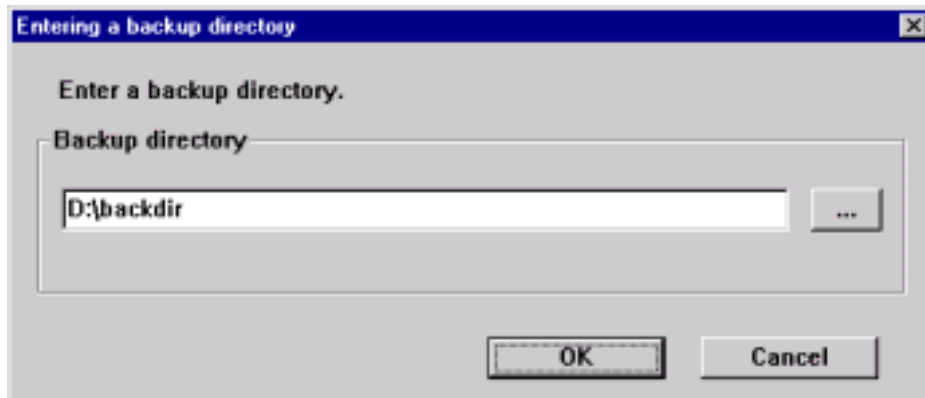 Entering a backup directory
Enter a backup directory.
Backup directory
D:\backdir
...
OK
Cancel